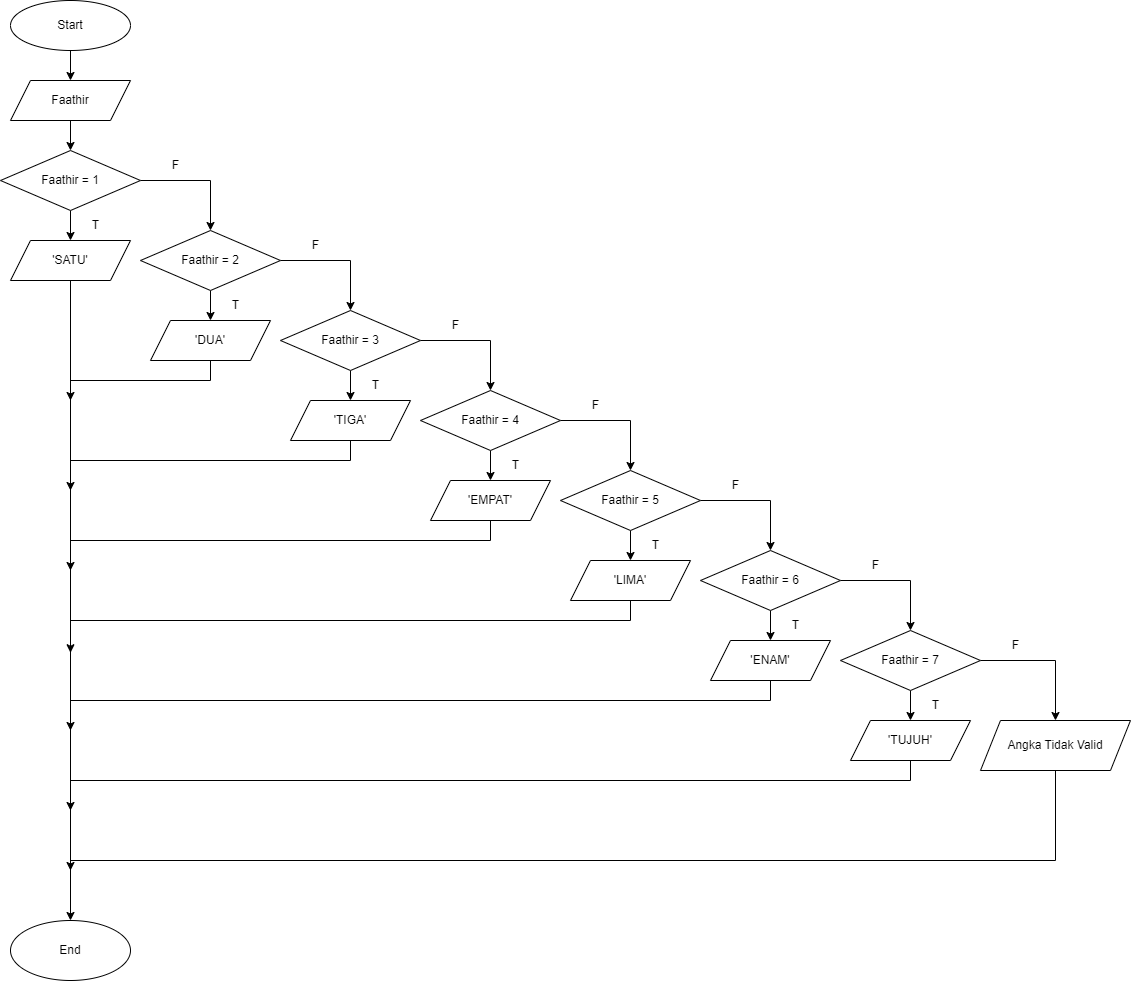 Start
Faathir
Faathir = 1
F
T
'SATU'
Faathir = 2
F
T
'DUA'
Faathir = 3
F
T
'TIGA'
Faathir = 4
F
T
'EMPAT'
Faathir = 5
F
T
'LIMA'
Faathir = 6
F
T
'ENAM'
Faathir = 7
F
T
'TUJUH'
Angka Tidak Valid
End